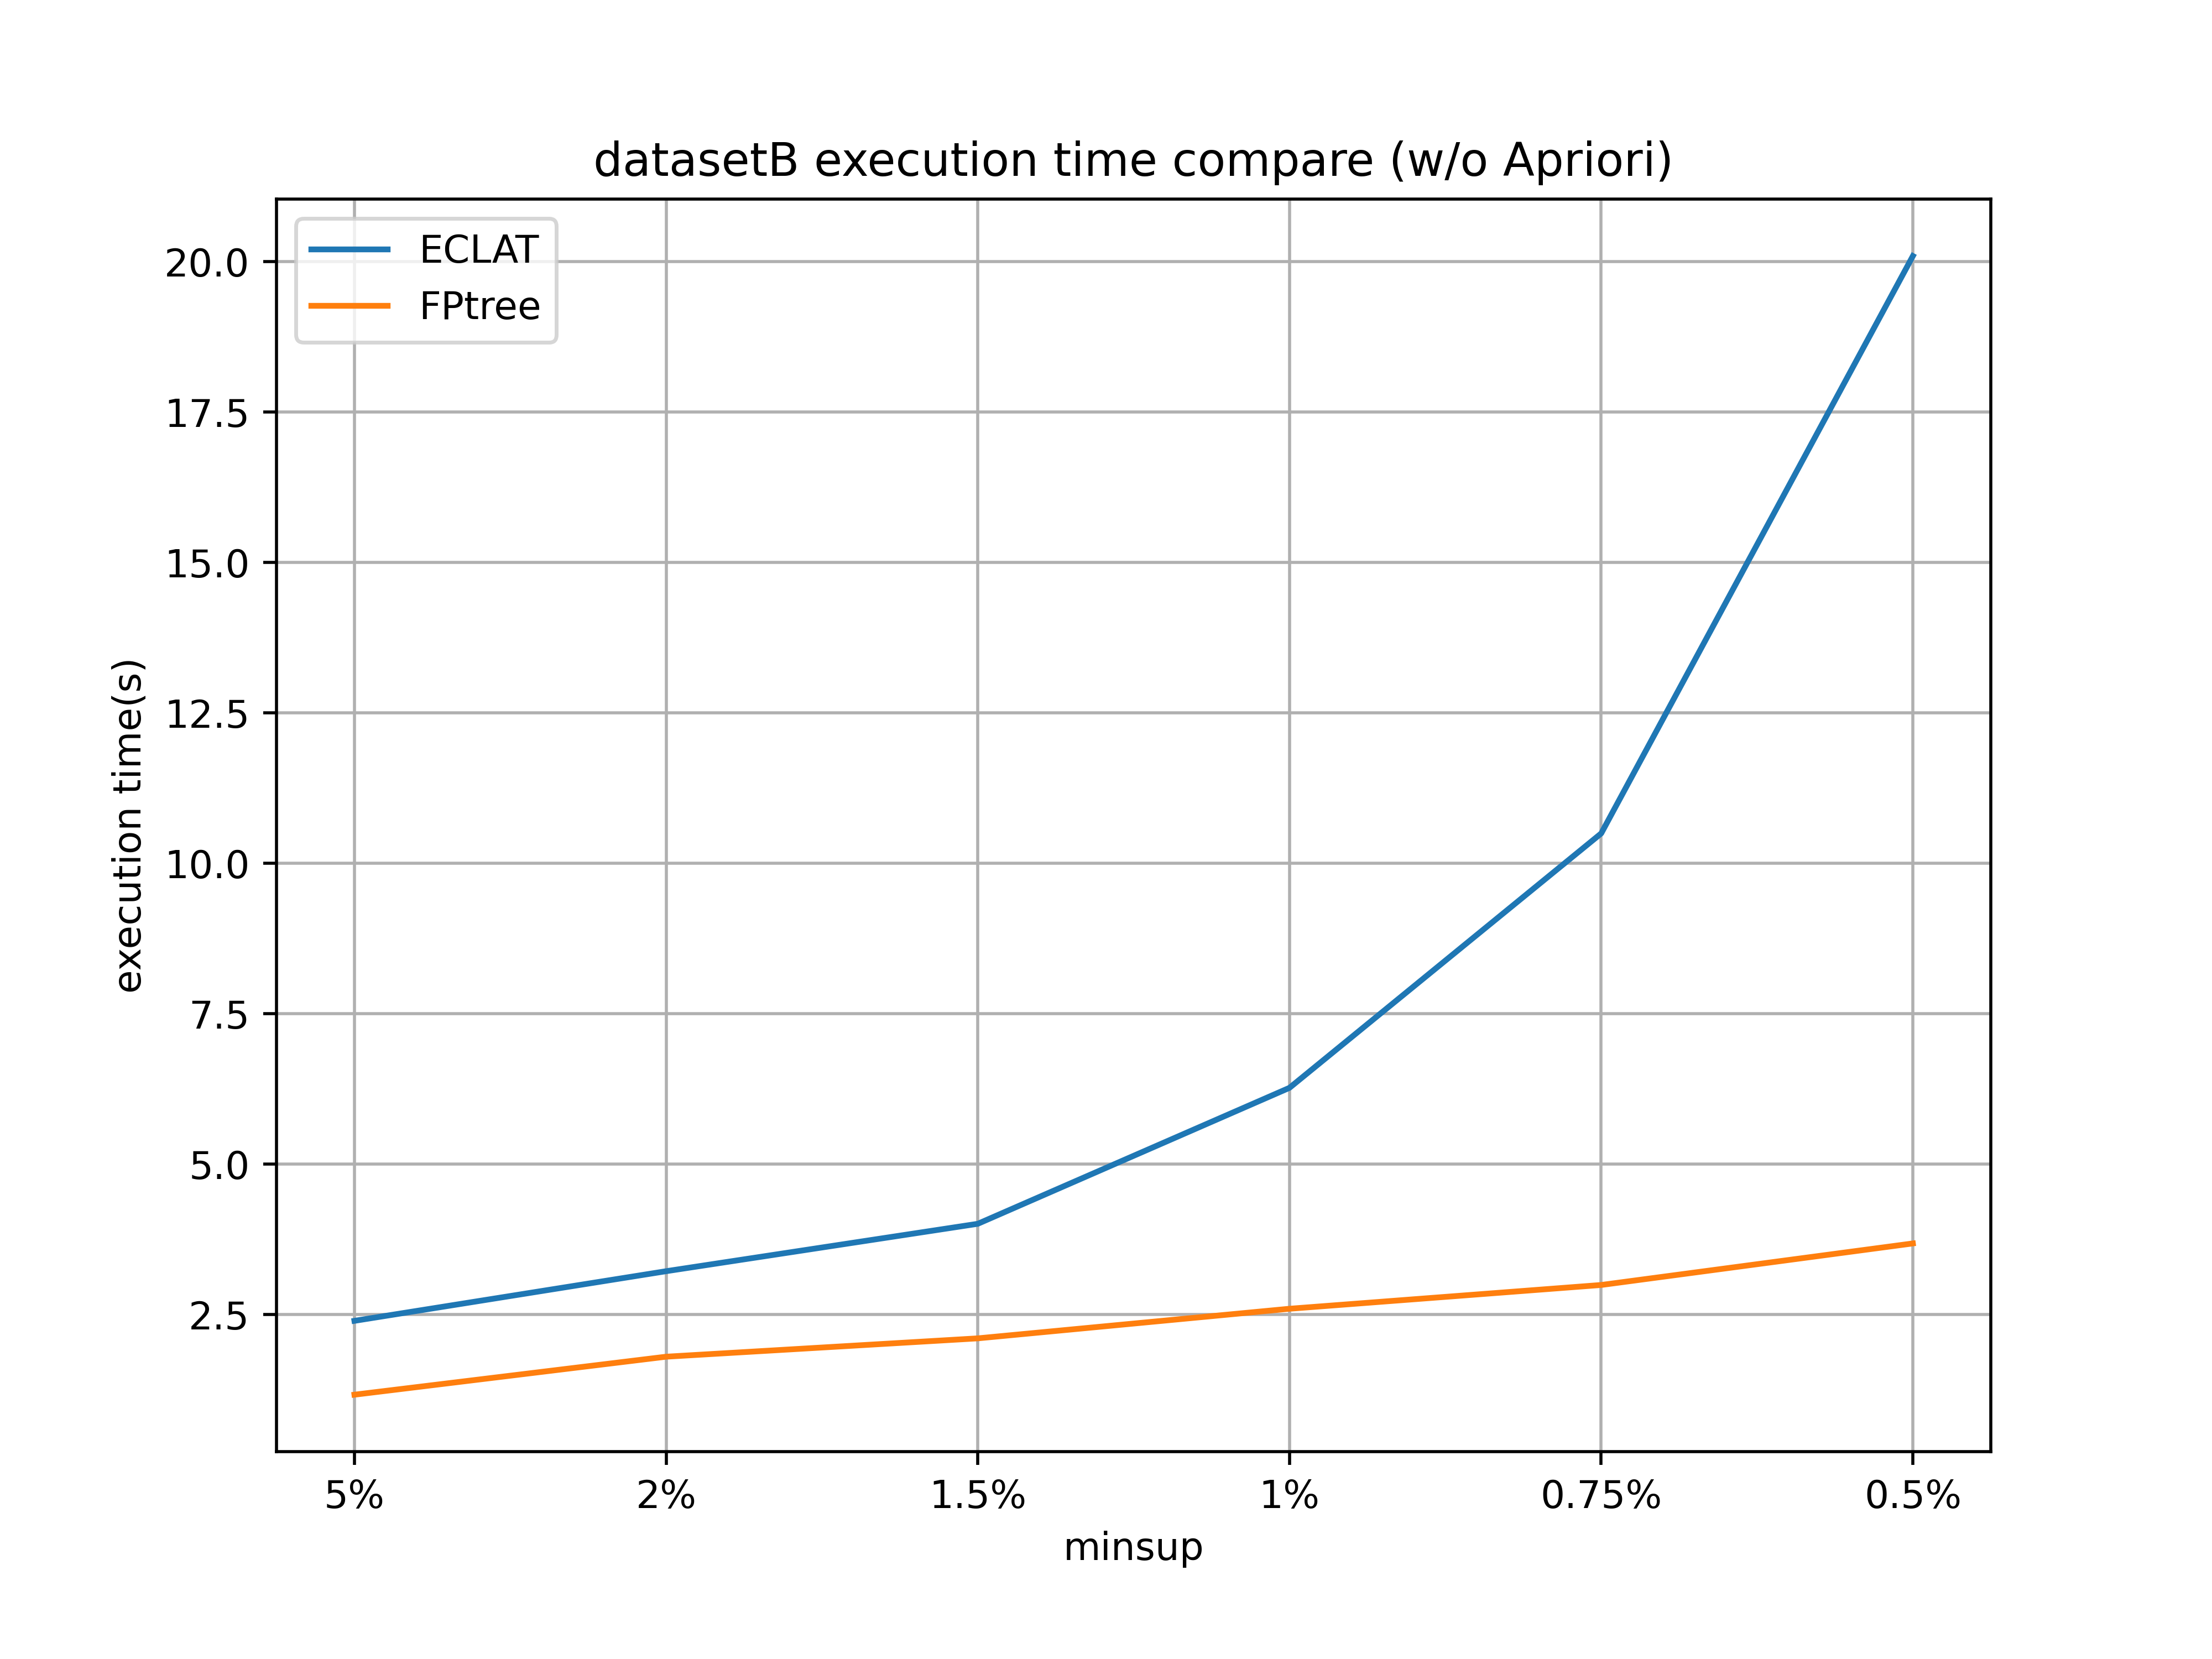 datasetB execution time compare (w/o Apriori)
ECLAT
FPtree
20.0
17.5
15.0
12.5
10.0
7.5
5.0
2.5
execution time(s)
5% 2% 1.5% 1% 0.75% 0.5%
minsup